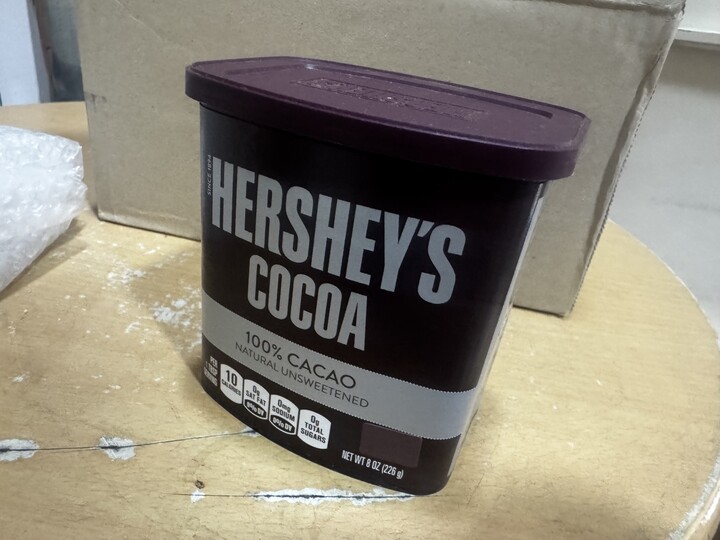 SINCE 1894
HERSHEY'S
COCOA
100% CACAO
NATURAL UNSWEETENED
PER
1 TBSP
10
CALORIES
0g
SAT FAT
0% DV
0mg
SODIUM
0% DV
0g
TOTAL
SUGARS
NET WT 8 OZ (226 g)